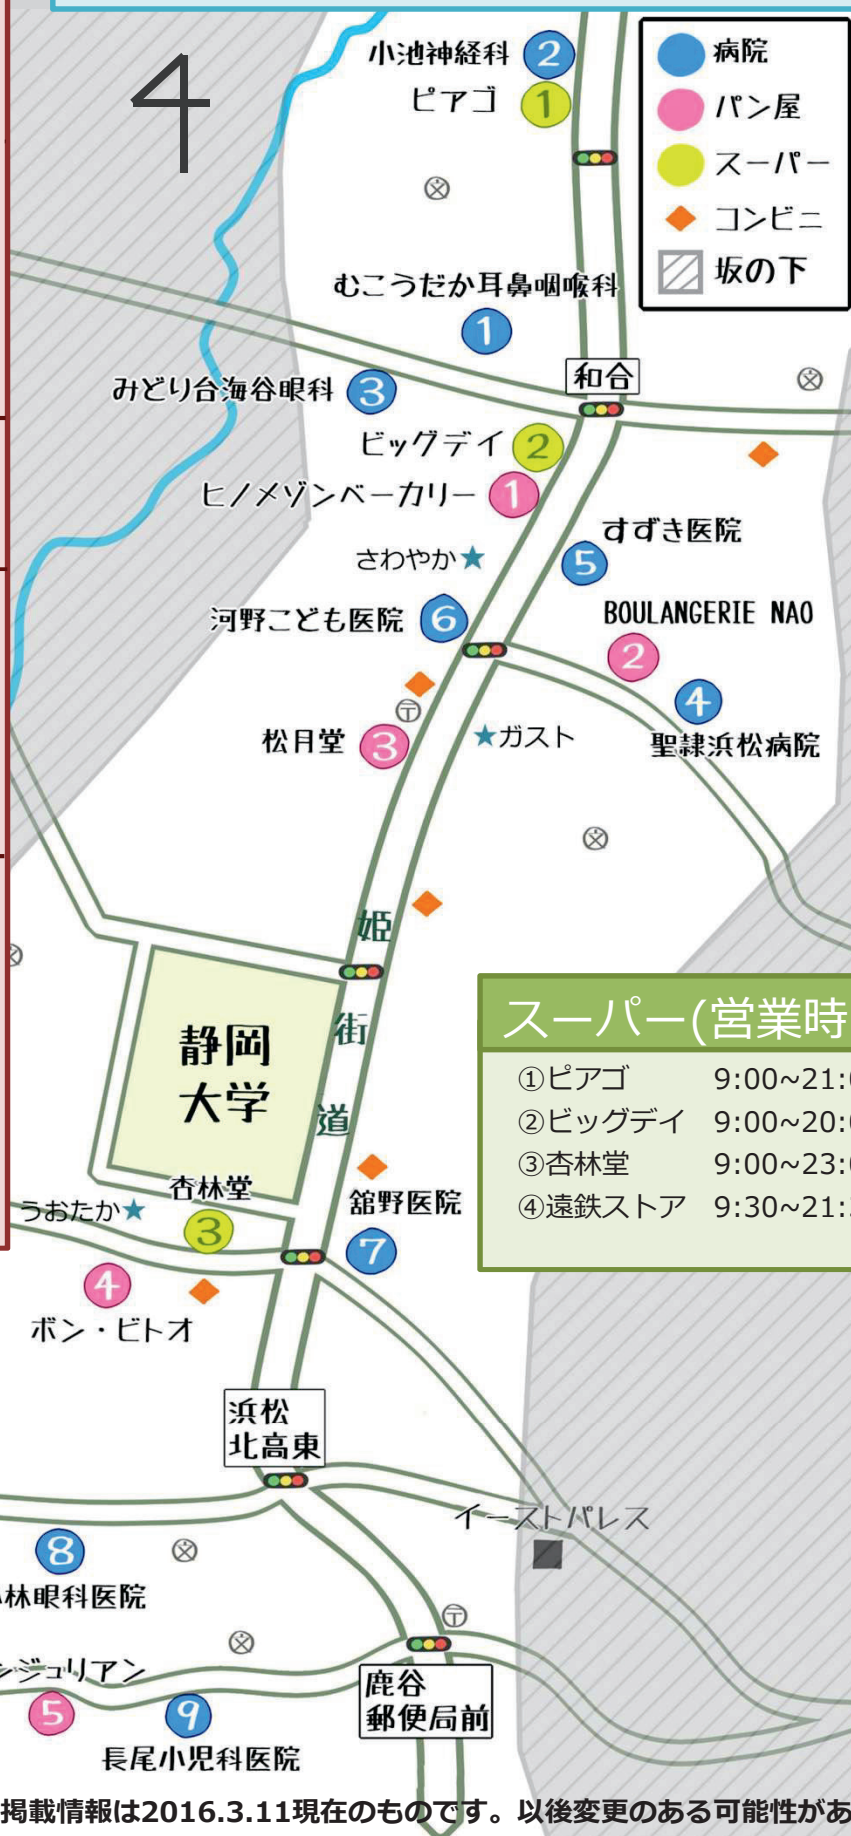 4
小池神経科
2
ピアゴ
1
病院
パン屋
スーパー
コンビニ
坂の下
むこうだか耳鼻咽喉科
1
和合
みどり台海谷眼科
3
ビッグデイ
2
ヒノメゾンベーカリー
1
すずき医院
さわやか★
5
河野こども医院
6
BOULANGERIE NAO
2
4
〒
松月堂
3
★ガスト
聖隷浜松病院
姫
街
道
静岡
大学
スーパー(営業時
①ピアゴ 9:00~21:0
②ビッグデイ 9:00~20:0
③杏林堂 9:00~23:0
④遠鉄ストア 9:30~21:3
杏林堂
うおたか★
3
舘野医院
7
4
ボン・ビトオ
浜松
北高東
イーストパレス
8
林眼科医院
〒
ンジュリアン
5
9
鹿谷
郵便局前
長尾小児科医院
掲載情報は2016.3.11現在のものです。以後変更のある可能性があ